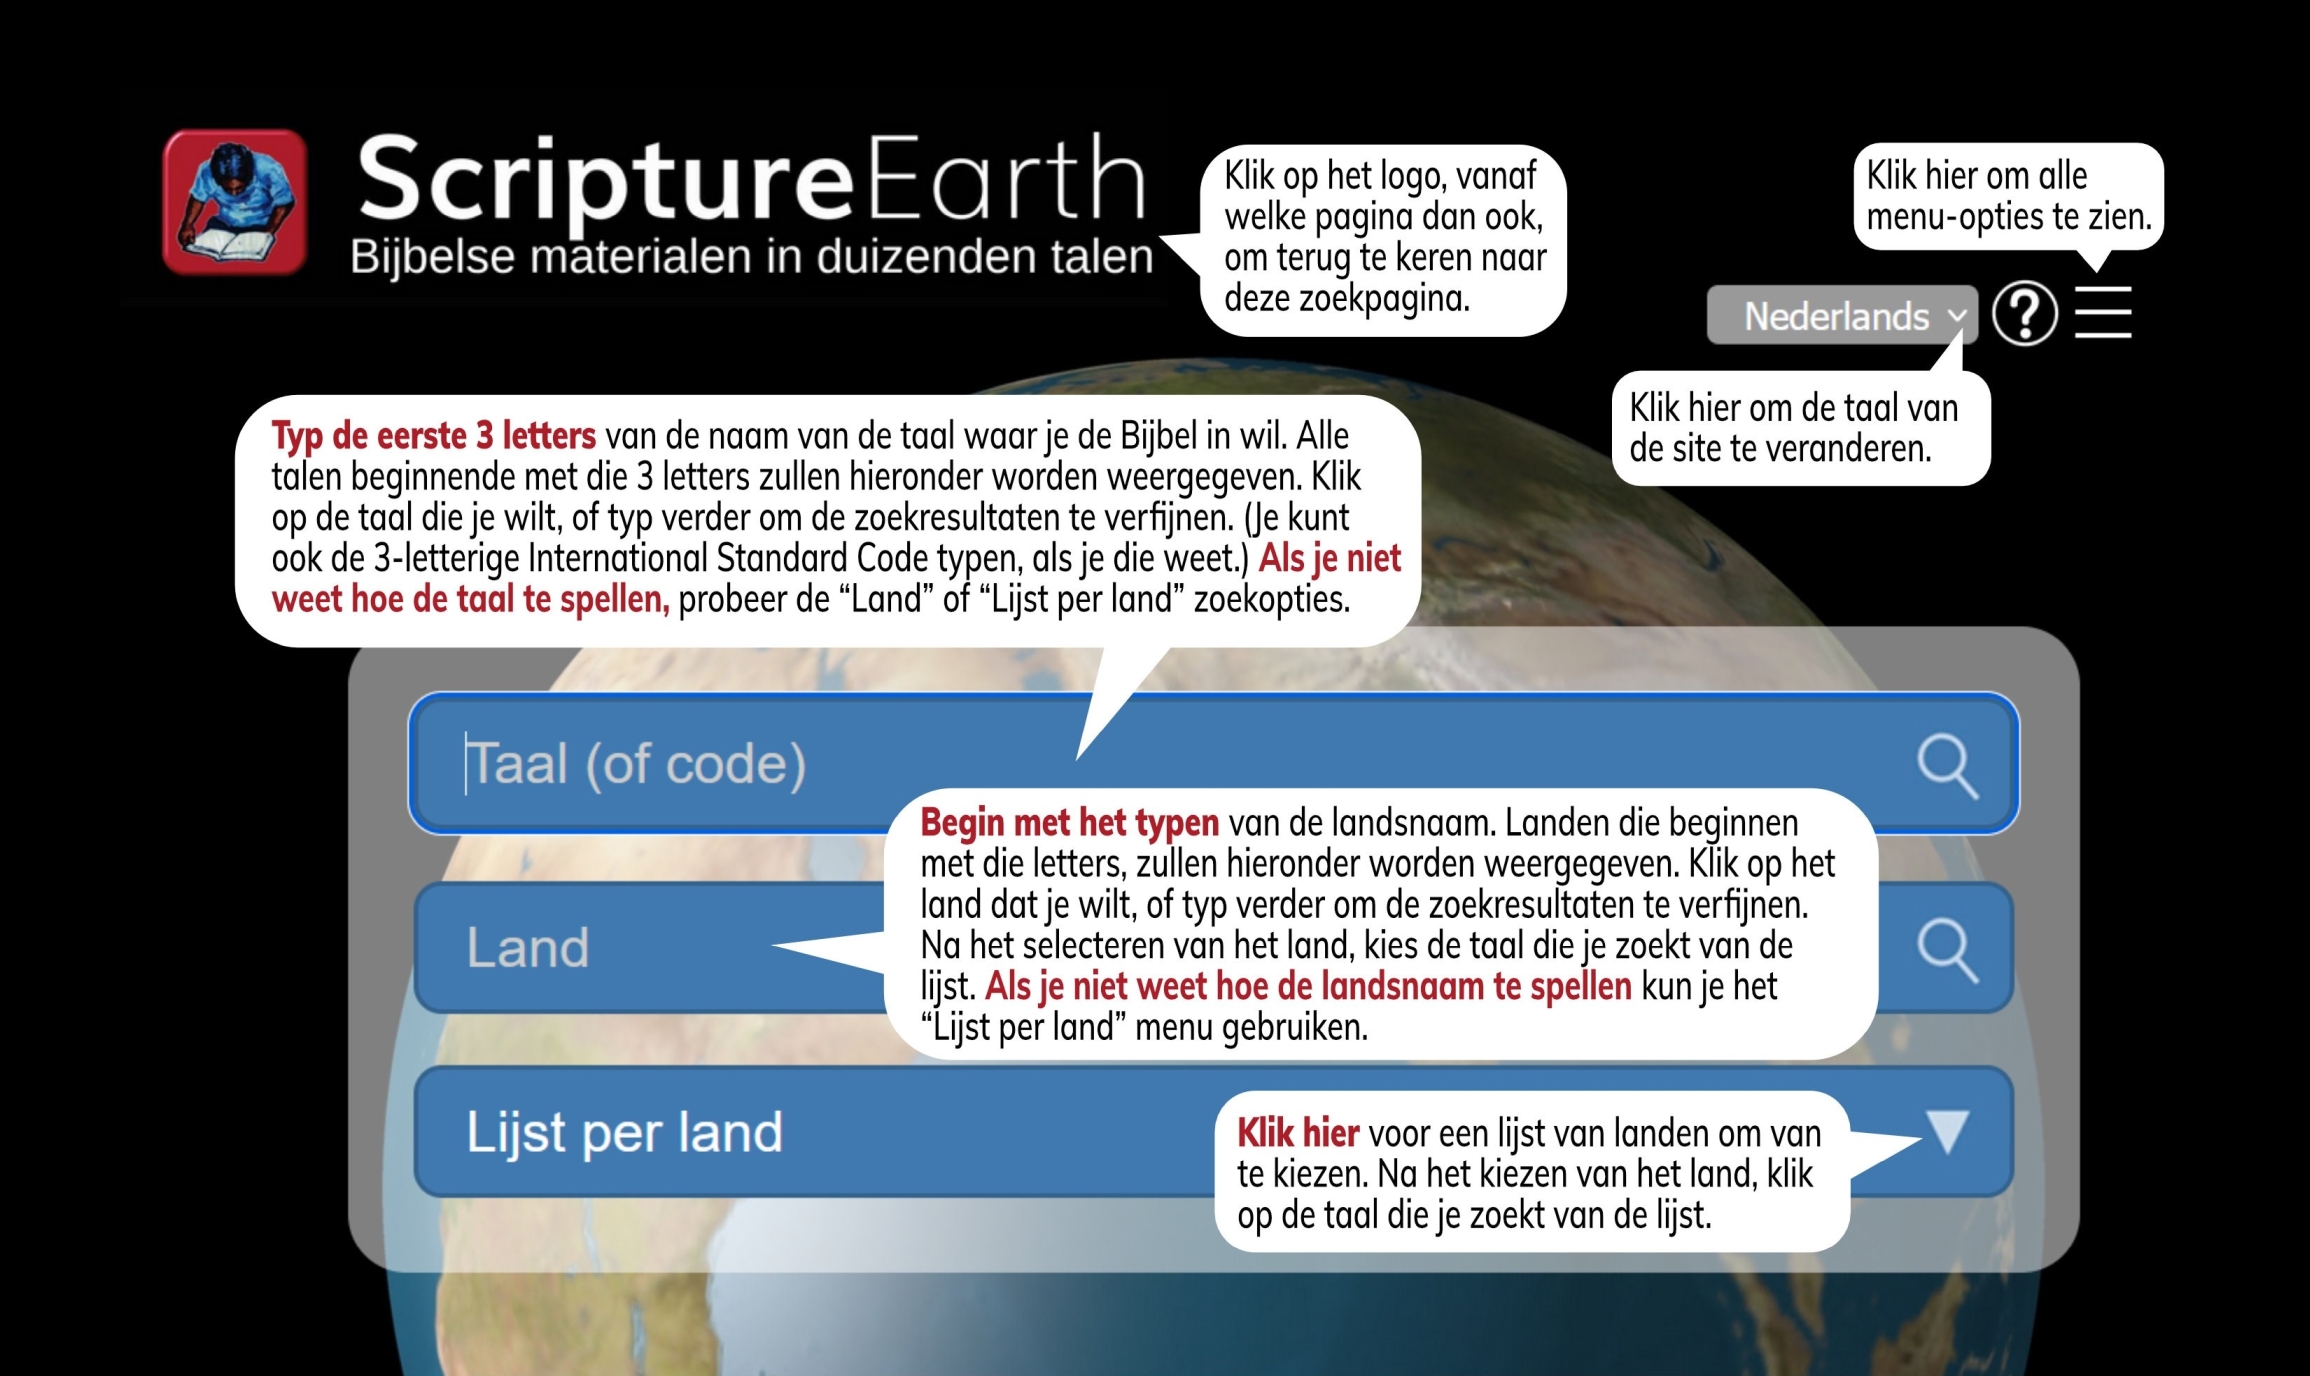 ScriptureEarth
Bijbelse materialen in duizenden talen
Klik op het logo, vanaf
welke pagina dan ook,
om terug te keren naar
deze zoekpagina.
Klik hier om alle
menu-opties te zien.
Nederlands
?
Klik hier om de taal van
de site te veranderen.
Typ de eerste 3 letters van de naam van de taal waar je de Bijbel in wil. Alle
talen beginnende met die 3 letters zullen hieronder worden weergegeven. Klik
op de taal die je wilt, of typ verder om de zoekresultaten te verfijnen. (Je kunt
ook de 3-letterige International Standard Code typen, als je die weet.) Als je niet
weet hoe de taal te spellen, probeer de “Land” of “Lijst per land” zoekopties.
Taal (of code)
Begin met het typen van de landsnaam. Landen die beginnen
met die letters, zullen hieronder worden weergegeven. Klik op het
land dat je wilt, of typ verder om de zoekresultaten te verfijnen.
Na het selecteren van het land, kies de taal die je zoekt van de
lijst. Als je niet weet hoe de landsnaam te spellen kun je het
“Lijst per land” menu gebruiken.
Land
Lijst per land
Klik hier voor een lijst van landen om van
te kiezen. Na het kiezen van het land, klik
op de taal die je zoekt van de lijst.